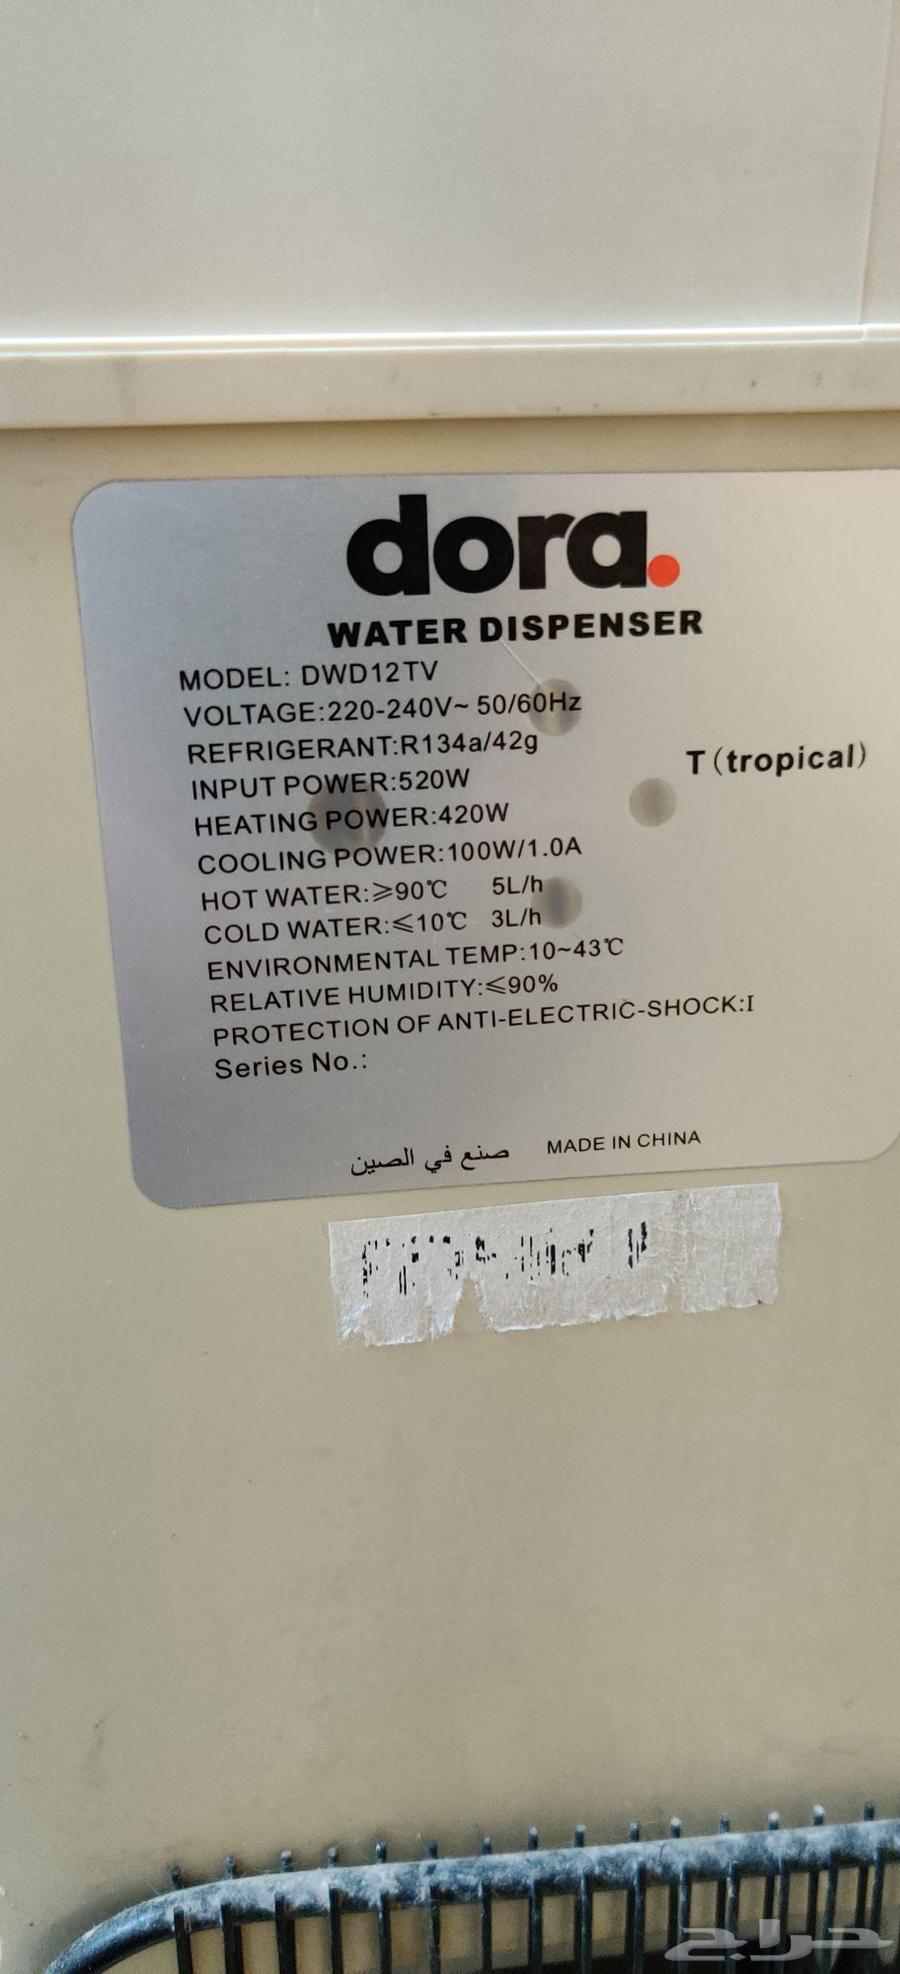 dora.
WATER DISPENSER
MODEL: DWD12TV
VOLTAGE:220-240V~ 50/60Hz
REFRIGERANT:R134a/42g
T(tropical)
INPUT POWER:520W
HEATING POWER:420W
COOLING POWER:100W/1.0A
HOT WATER:≥90℃ 5L/h
COLD WATER:≤10℃ 3L/h
ENVIRONMENTAL TEMP:10~43℃
RELATIVE HUMIDITY:≤90%
PROTECTION OF ANTI-ELECTRIC-SHOCK:I
Series No.:
صنع في الصين MADE IN CHINA
حراج